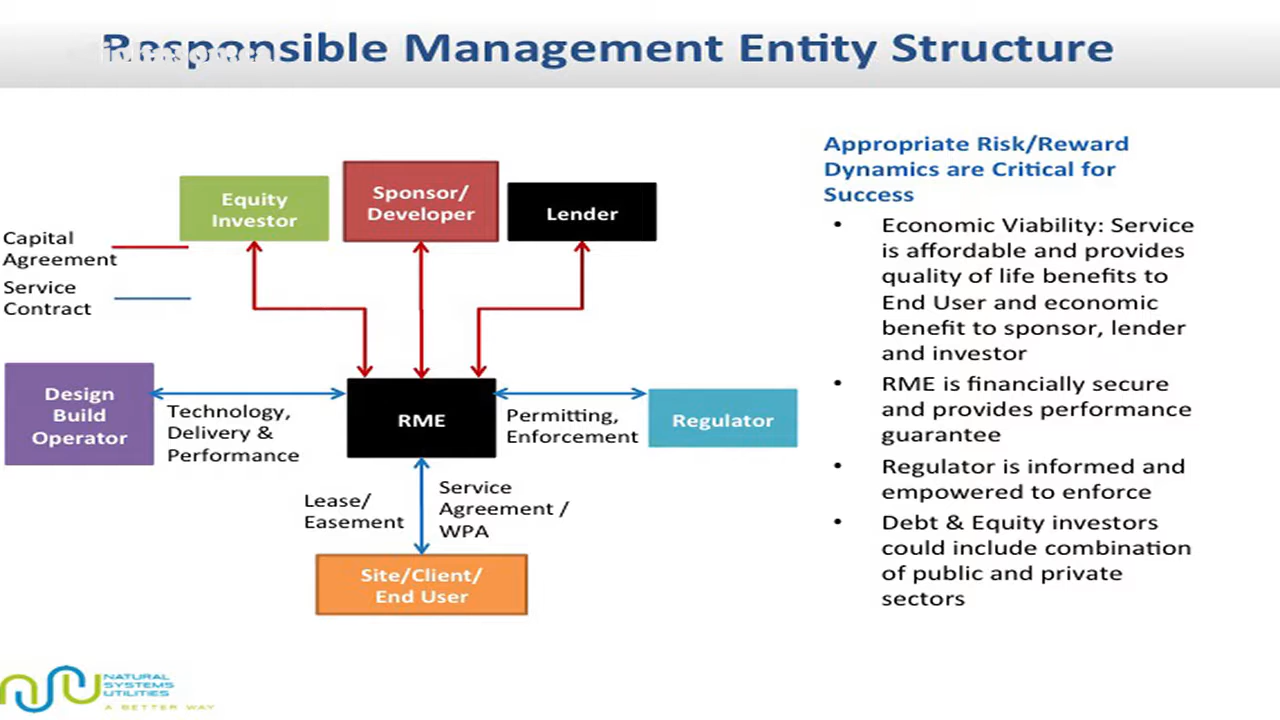 Responsible Management Entity Structure
Equity
Investor
Sponsor/
Developer
Lender
Capital
Agreement
Service
Contract
Design
Build
Operator
Technology,
Delivery &
Performance
RME
Permitting,
Enforcement
Regulator
Lease/
Easement
Service
Agreement /
WPA
Site/Client/
End User
Appropriate Risk/Reward
Dynamics are Critical for
Success
• Economic Viability: Service
is affordable and provides
quality of life benefits to
End User and economic
benefit to sponsor, lender
and investor
• RME is financially secure
and provides performance
guarantee
• Regulator is informed and
empowered to enforce
• Debt & Equity investors
could include combination
of public and private
sectors
NATURAL
SYSTEMS
UTILITIES
A BETTER WAY